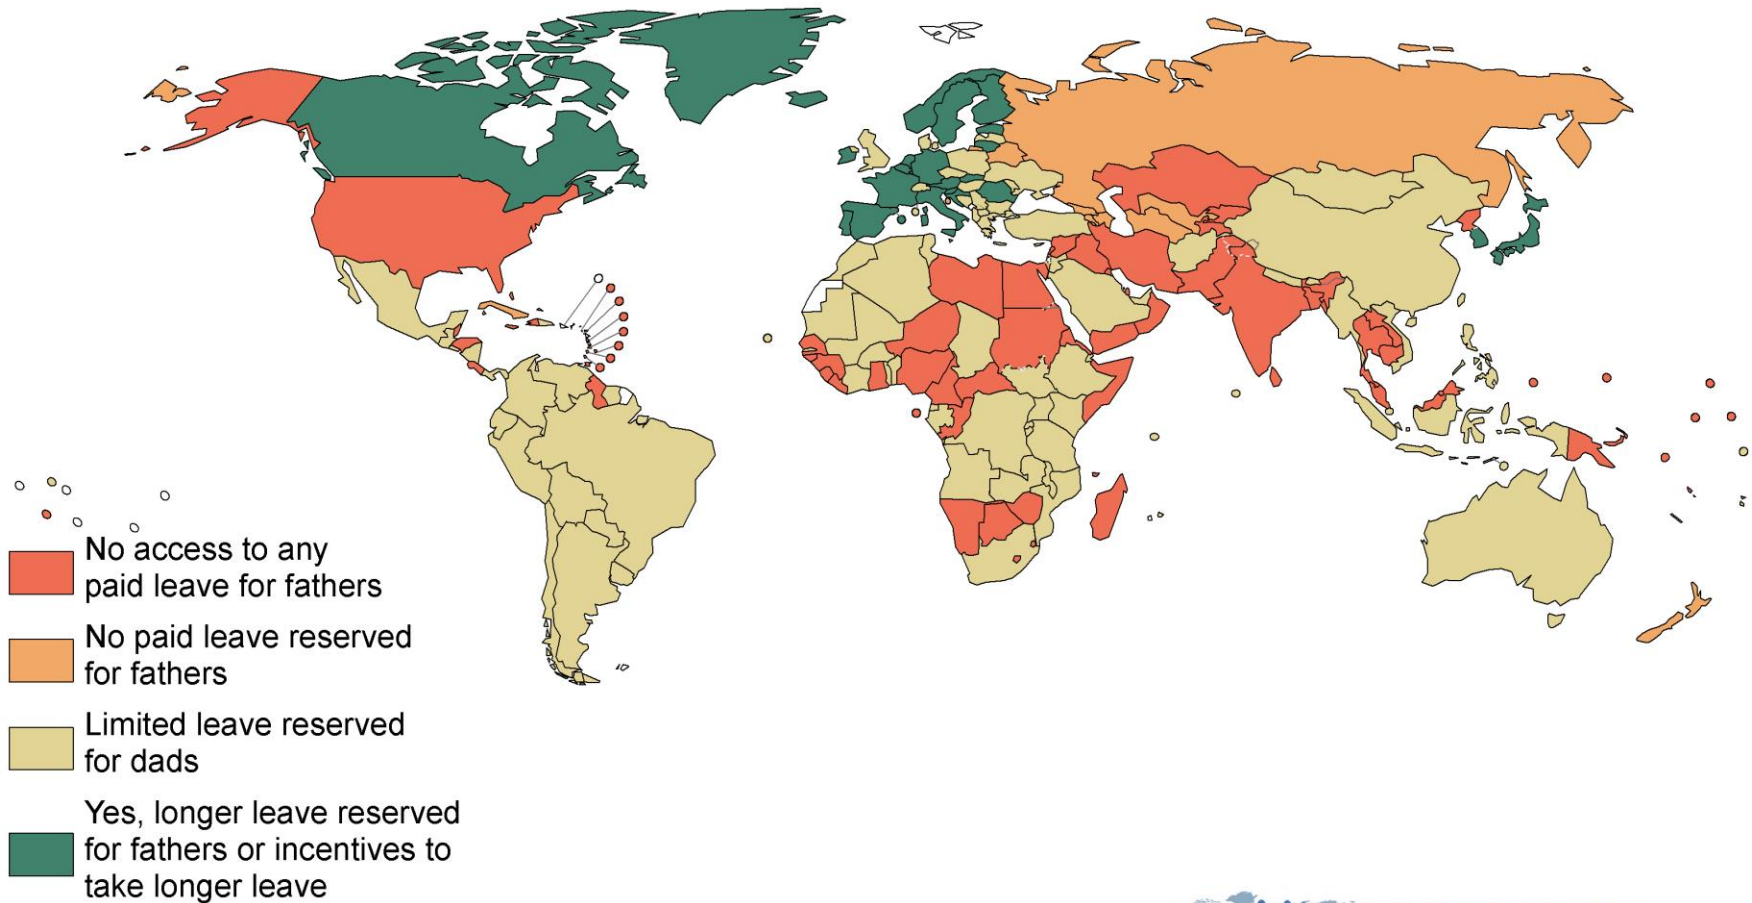 No access to any
paid leave for fathers
No paid leave reserved
for fathers
Limited leave reserved
for dads
Yes, longer leave reserved
for fathers or incentives to
take longer leave